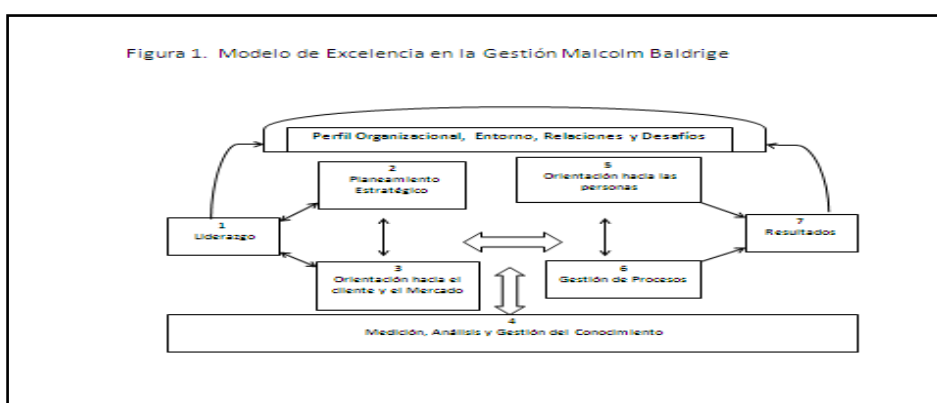 Figura 1. Modelo de Excelencia en la Gestión Malcolm Baldrige
Perfil Organizacional, Entorno, Relaciones y Desafíos
2
Planeamiento
Estratégico
5
Orientación hacia las
personas
1
Liderazgo
7
Resultados
3
Orientación hacia el
cliente y el Mercado
6
Gestión de Procesos
4
Medición, Análisis y Gestión del Conocimiento